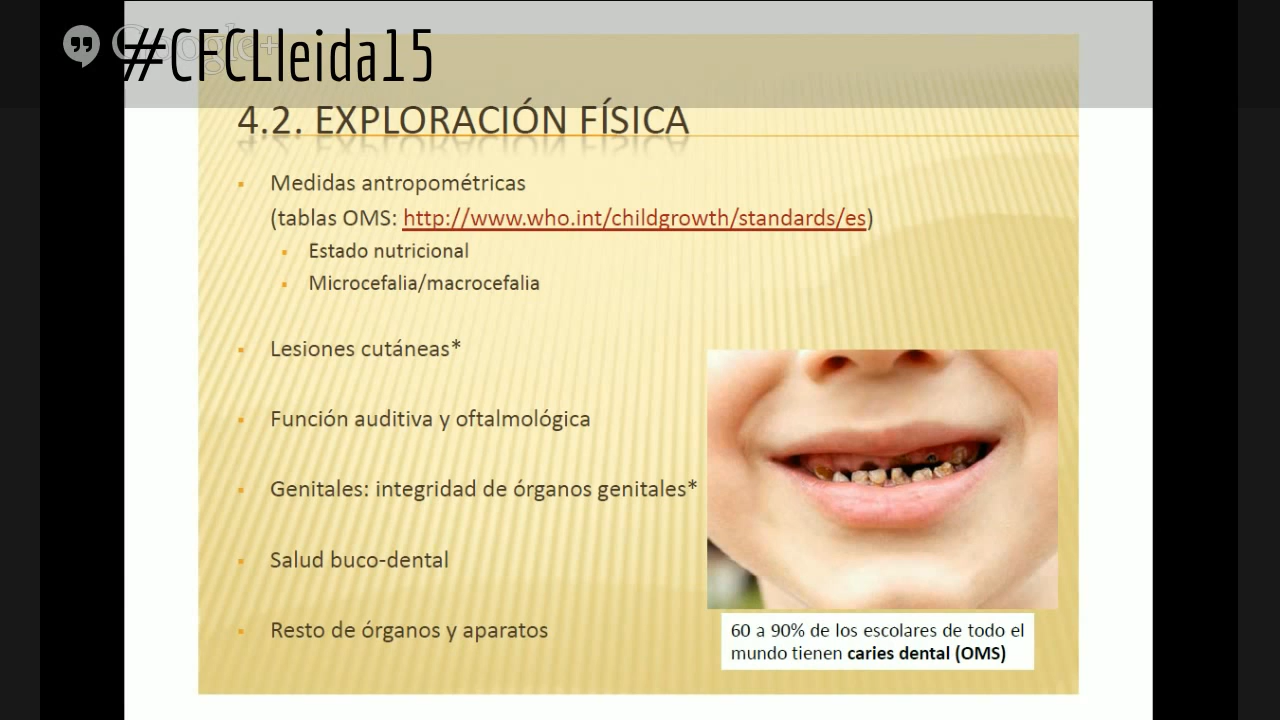 Google+
#CFCLleida15
4.2. EXPLORACIÓN FÍSICA
▪ Medidas antropométricas
(tablas OMS: http://www.who.int/childgrowth/standards/es)
▪ Estado nutricional
▪ Microcefalia/macrocefalia
▪ Lesiones cutáneas*
▪ Función auditiva y oftalmológica
▪ Genitales: integridad de órganos genitales*
▪ Salud buco-dental
▪ Resto de órganos y aparatos
60 a 90% de los escolares de todo el
mundo tienen caries dental (OMS)